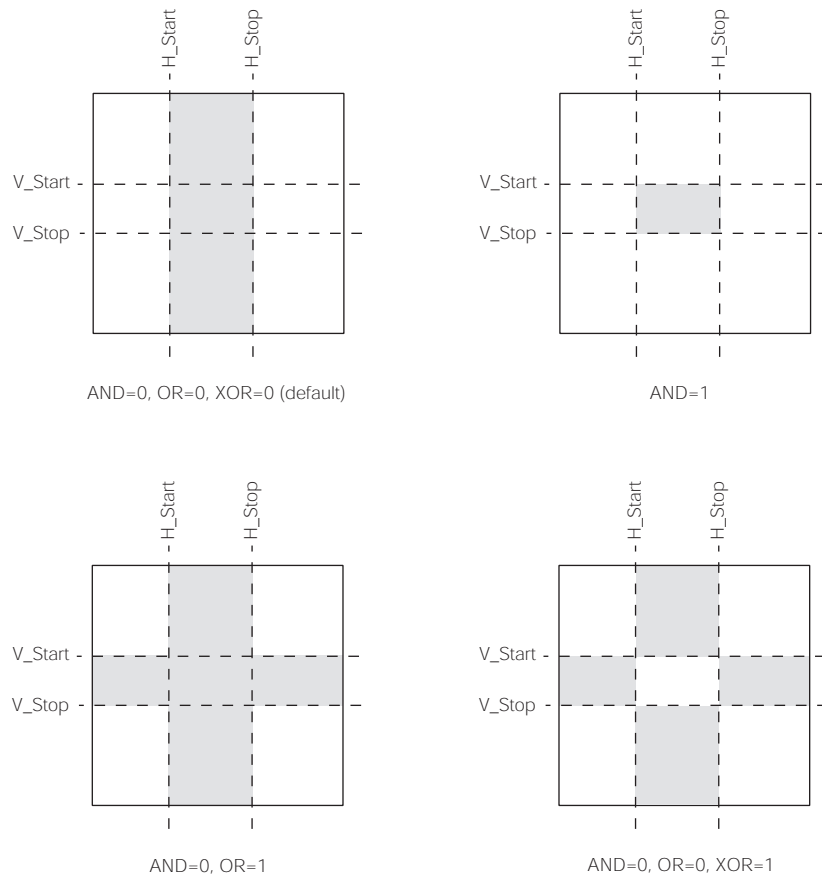 H_Start
H_Stop
V_Start
V_Stop
AND=0, OR=0, XOR=0 (default)
H_Start
H_Stop
V_Start
V_Stop
AND=1
H_Start
H_Stop
V_Start
V_Stop
AND=0, OR=1
H_Start
H_Stop
V_Start
V_Stop
AND=0, OR=0, XOR=1